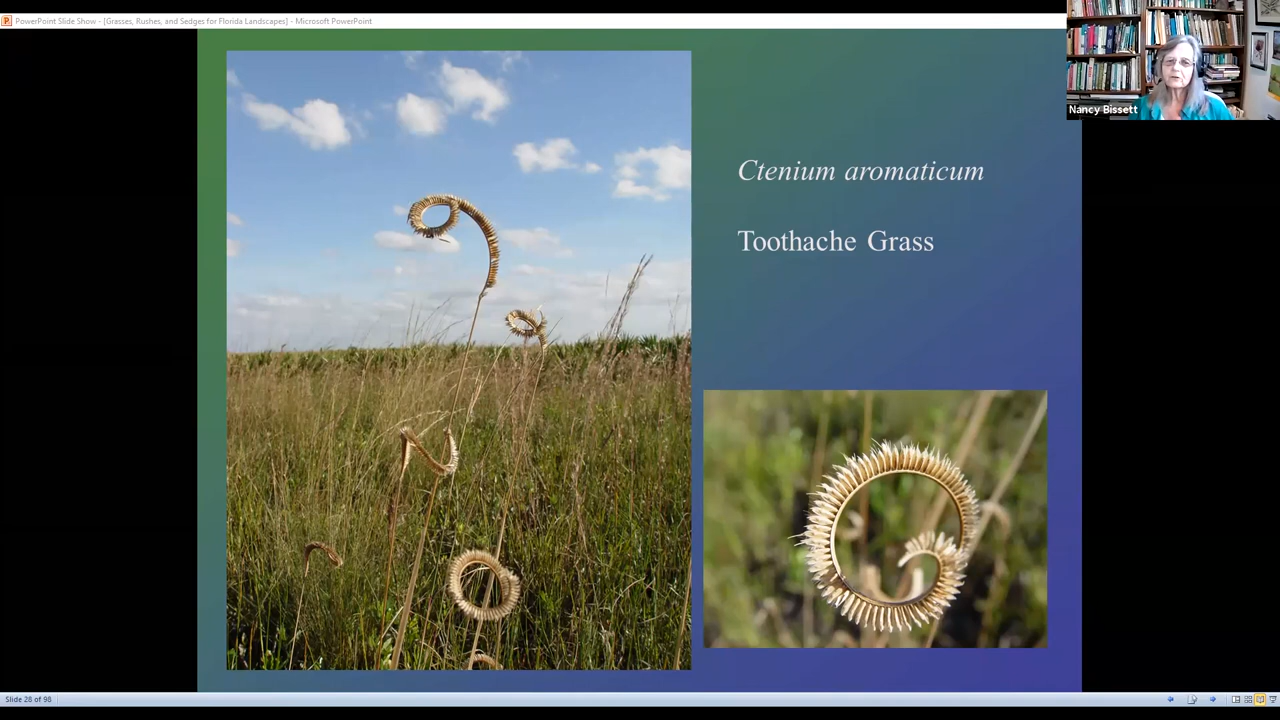 PowerPoint Slide Show - [Grasses, Rushes, and Sedges for Florida Landscapes] - Microsoft PowerPoint
Nancy Bissett
Ctenium aromaticum
Toothache Grass
Slide 28 of 98